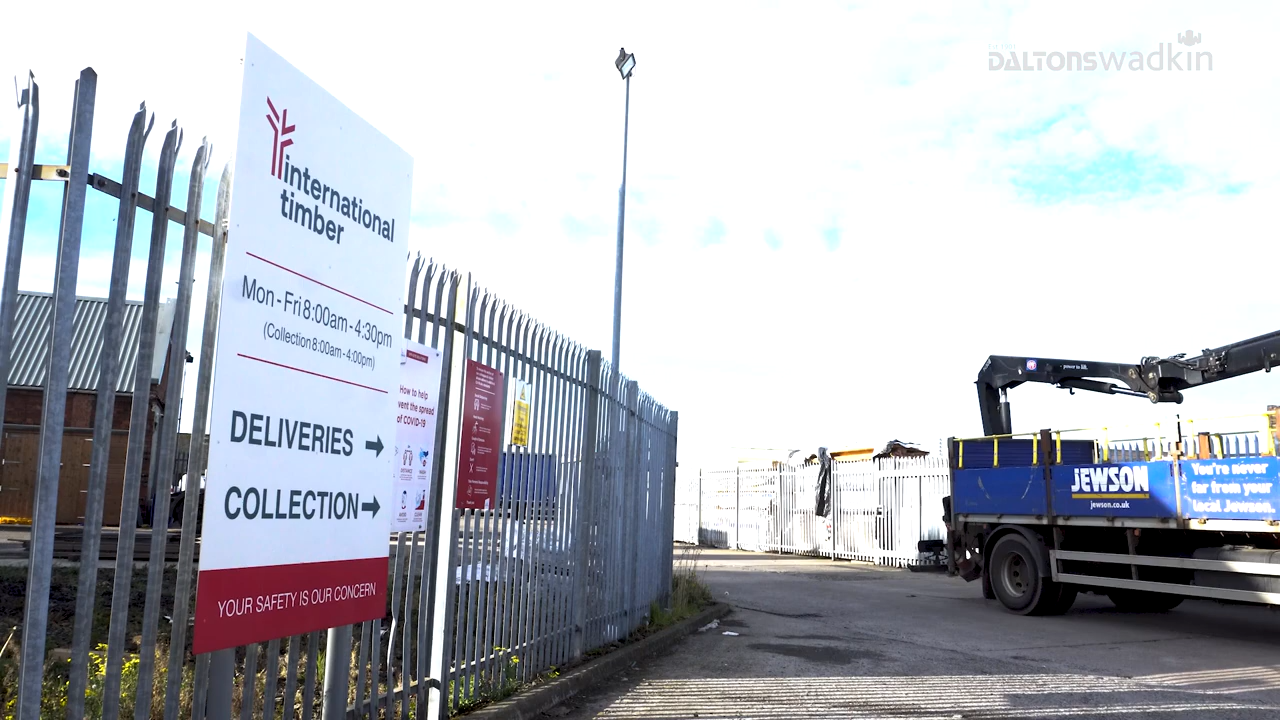 DALTONSwadkin
international
timber
Mon - Fri 8:00am - 4:30pm
(Collection 8:00am - 4:00pm)
DELIVERIES
COLLECTION
YOUR SAFETY IS OUR CONCERN
How to help
the spread
of COVID-19
power to lift.
JEWSON
jewson.co.uk
You're never
far from your
local Jewson.